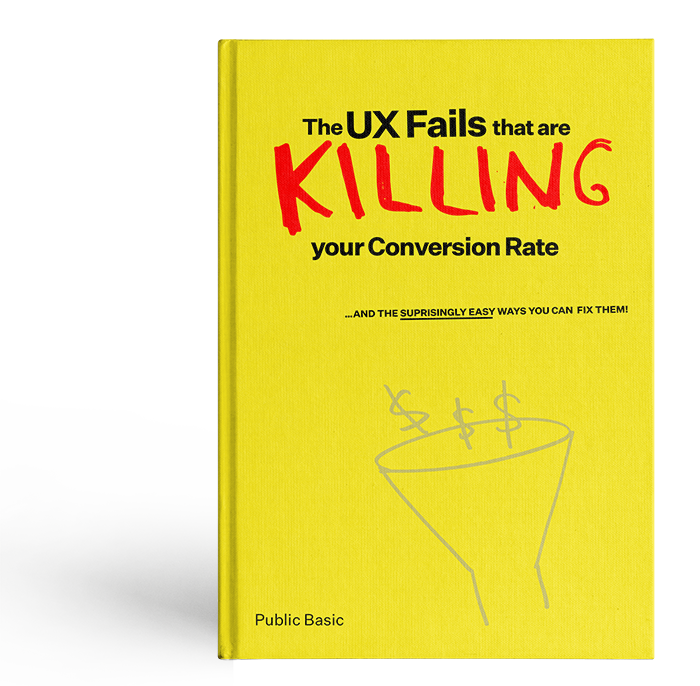 The UX Fails that are
KILLING
your Conversion Rate
...AND THE SUPRISINGLY EASY WAYS YOU CAN FIX THEM!
$ $ $
Public Basic